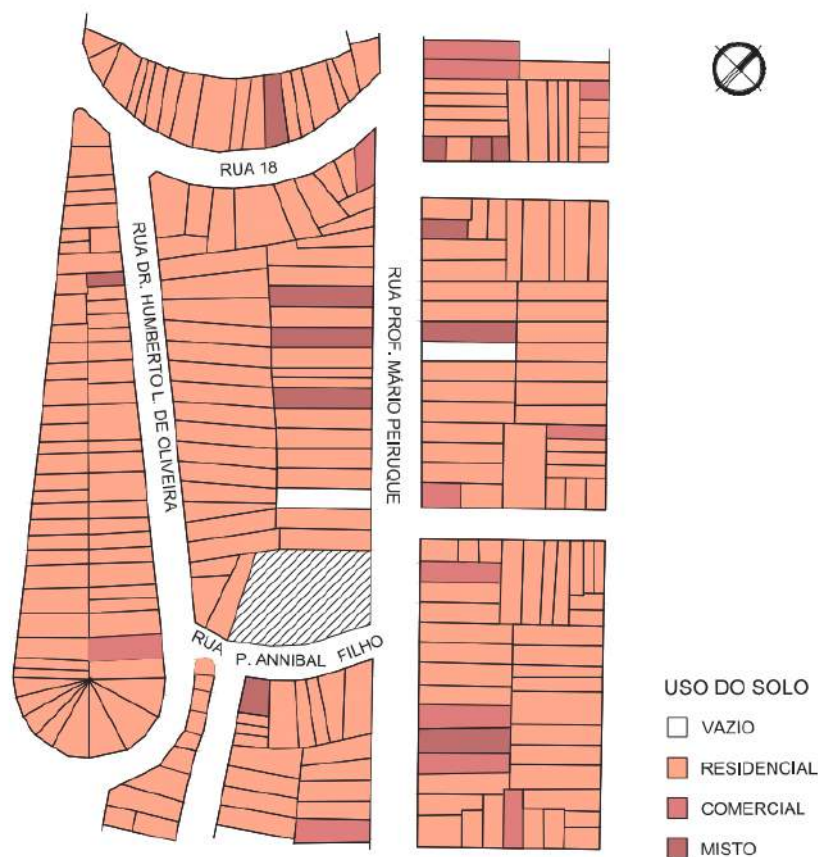 RUA 18
RUA DR. HUMBERTO L. DE OLIVEIRA
RUA PROF. MÁRIO PEIRUQUE
RUA P. ANNIBAL FILHO
USO DO SOLO
VAZIO
RESIDENCIAL
COMERCIAL
MISTO